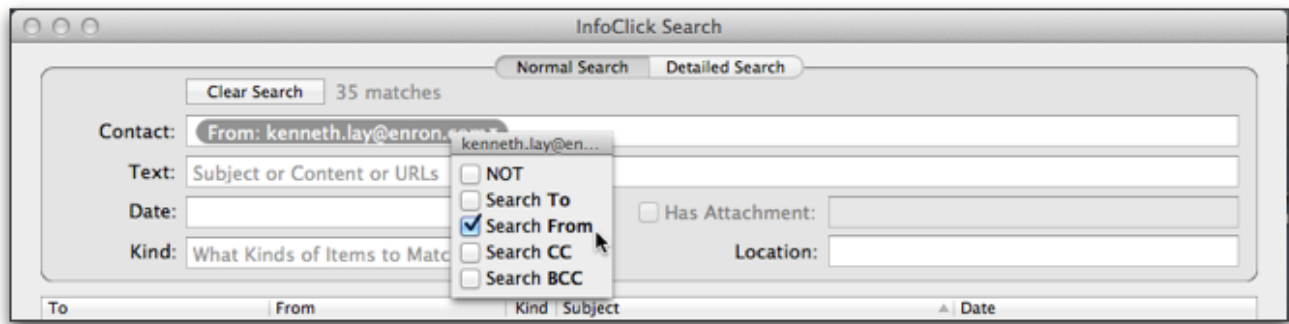 InfoClick Search
Normal Search Detailed Search
Clear Search 35 matches
Contact: From: kenneth.lay@enron.com
kenneth.lay@en...
Text: Subject or Content or URLs
NOT
Search To
Date:
Has Attachment:
Search From
Kind: What Kinds of Items to Matc
Search CC
Location:
Search BCC
To From Kind Subject Date